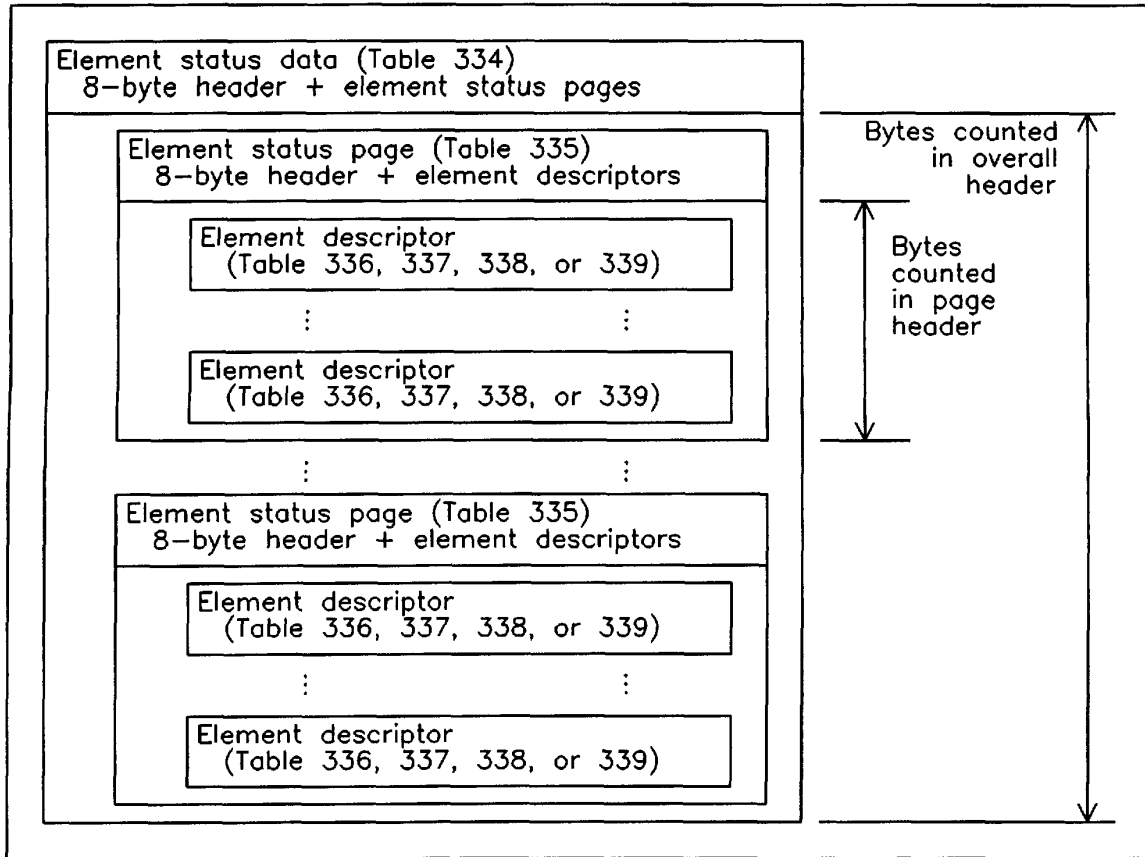 Element status data (Table 334)
8-byte header + element status pages
Bytes counted
in overall
header
Element status page (Table 335)
8-byte header + element descriptors
Bytes
counted
in page
header
Element descriptor
(Table 336, 337, 338, or 339)
Element descriptor
(Table 336, 337, 338, or 339)
Element status page (Table 335)
8-byte header + element descriptors
Element descriptor
(Table 336, 337, 338, or 339)
Element descriptor
(Table 336, 337, 338, or 339)